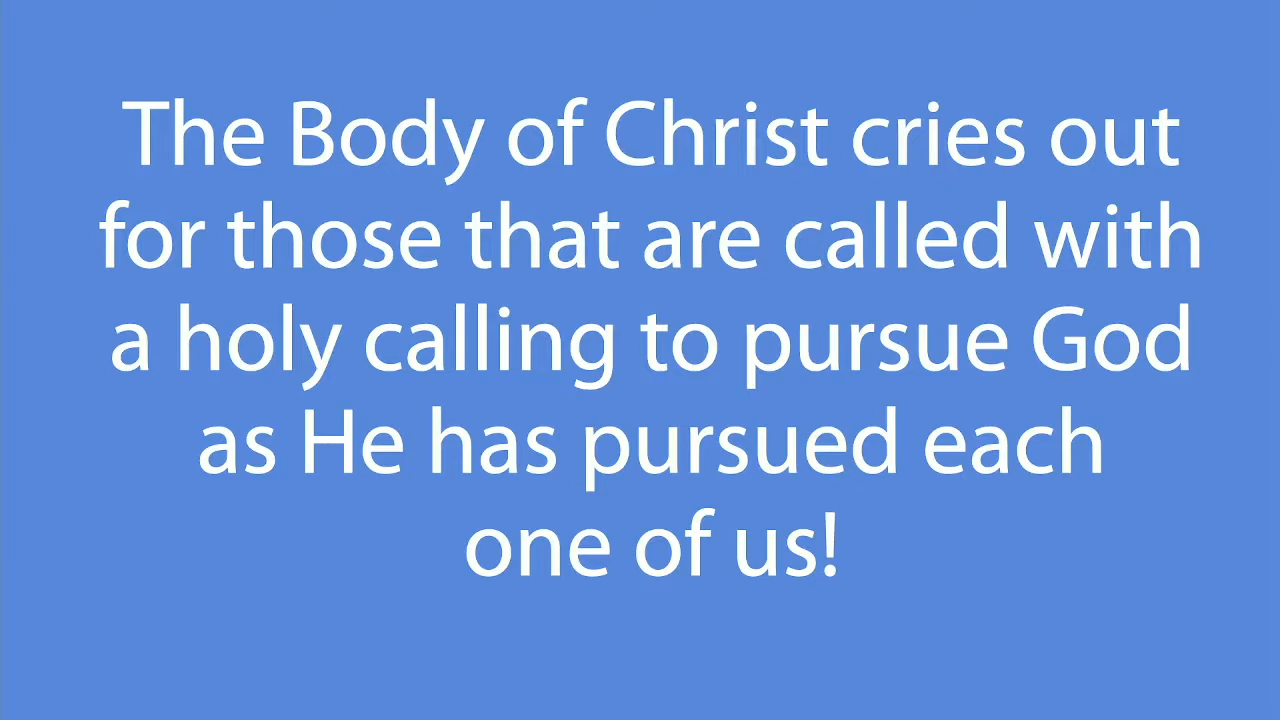 The Body of Christ cries out
for those that are called with
a holy calling to pursue God
as He has pursued each
one of us!